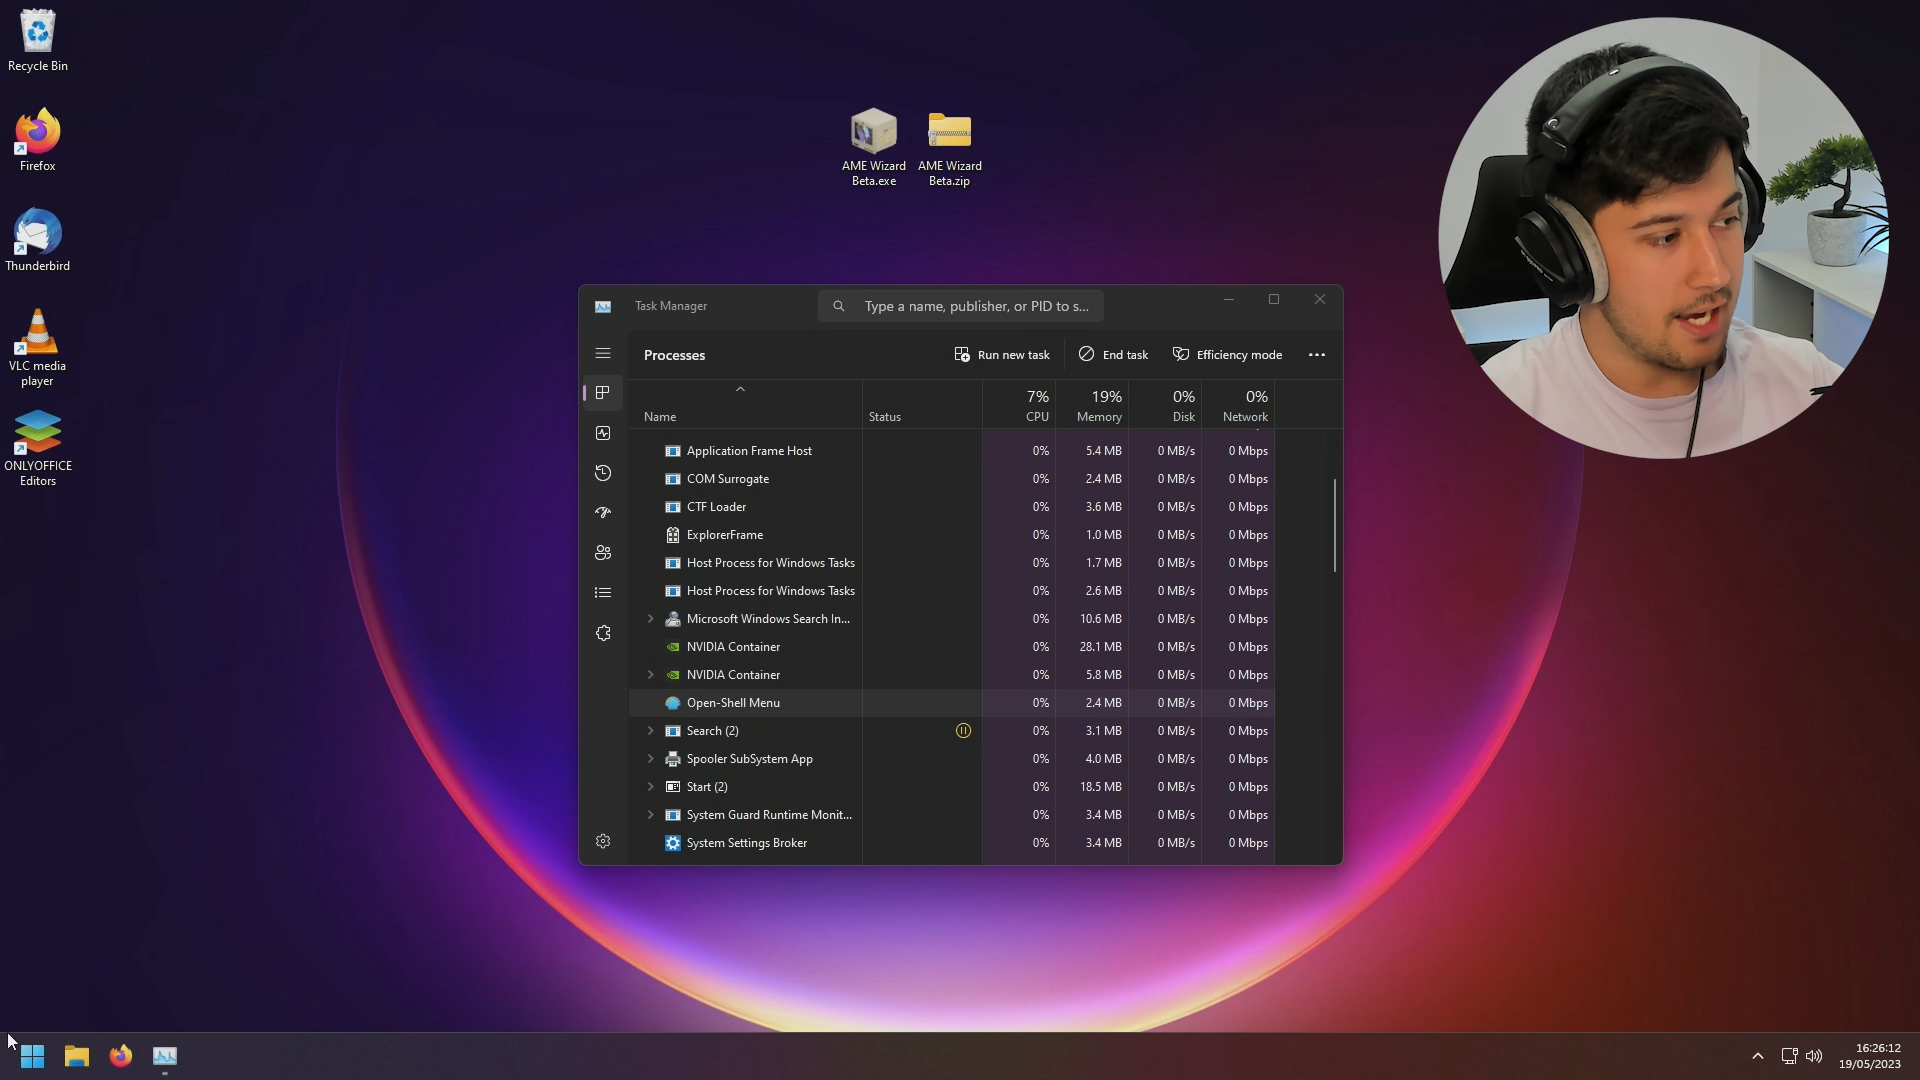 Recycle Bin
Firefox
Thunderbird
VLC media
player
ONLYOFFICE
Editors
AME Wizard
Beta.exe
AME Wizard
Beta.zip
Task Manager
Type a name, publisher, or PID to s...
Processes
Run new task
End task
Efficiency mode
Name Status 7% CPU 19% Memory 0% Disk 0% Network
Application Frame Host 0% 5.4 MB 0 MB/s 0 Mbps
COM Surrogate 0% 2.4 MB 0 MB/s 0 Mbps
CTF Loader 0% 3.6 MB 0 MB/s 0 Mbps
ExplorerFrame 0% 1.0 MB 0 MB/s 0 Mbps
Host Process for Windows Tasks 0% 1.7 MB 0 MB/s 0 Mbps
Host Process for Windows Tasks 0% 2.6 MB 0 MB/s 0 Mbps
Microsoft Windows Search In... 0% 10.6 MB 0 MB/s 0 Mbps
NVIDIA Container 0% 28.1 MB 0 MB/s 0 Mbps
NVIDIA Container 0% 5.8 MB 0 MB/s 0 Mbps
Open-Shell Menu 0% 2.4 MB 0 MB/s 0 Mbps
Search (2) 0% 3.1 MB 0 MB/s 0 Mbps
Spooler SubSystem App 0% 4.0 MB 0 MB/s 0 Mbps
Start (2) 0% 18.5 MB 0 MB/s 0 Mbps
System Guard Runtime Monit... 0% 3.4 MB 0 MB/s 0 Mbps
System Settings Broker 0% 3.4 MB 0 MB/s 0 Mbps
16:26:12
19/05/2023